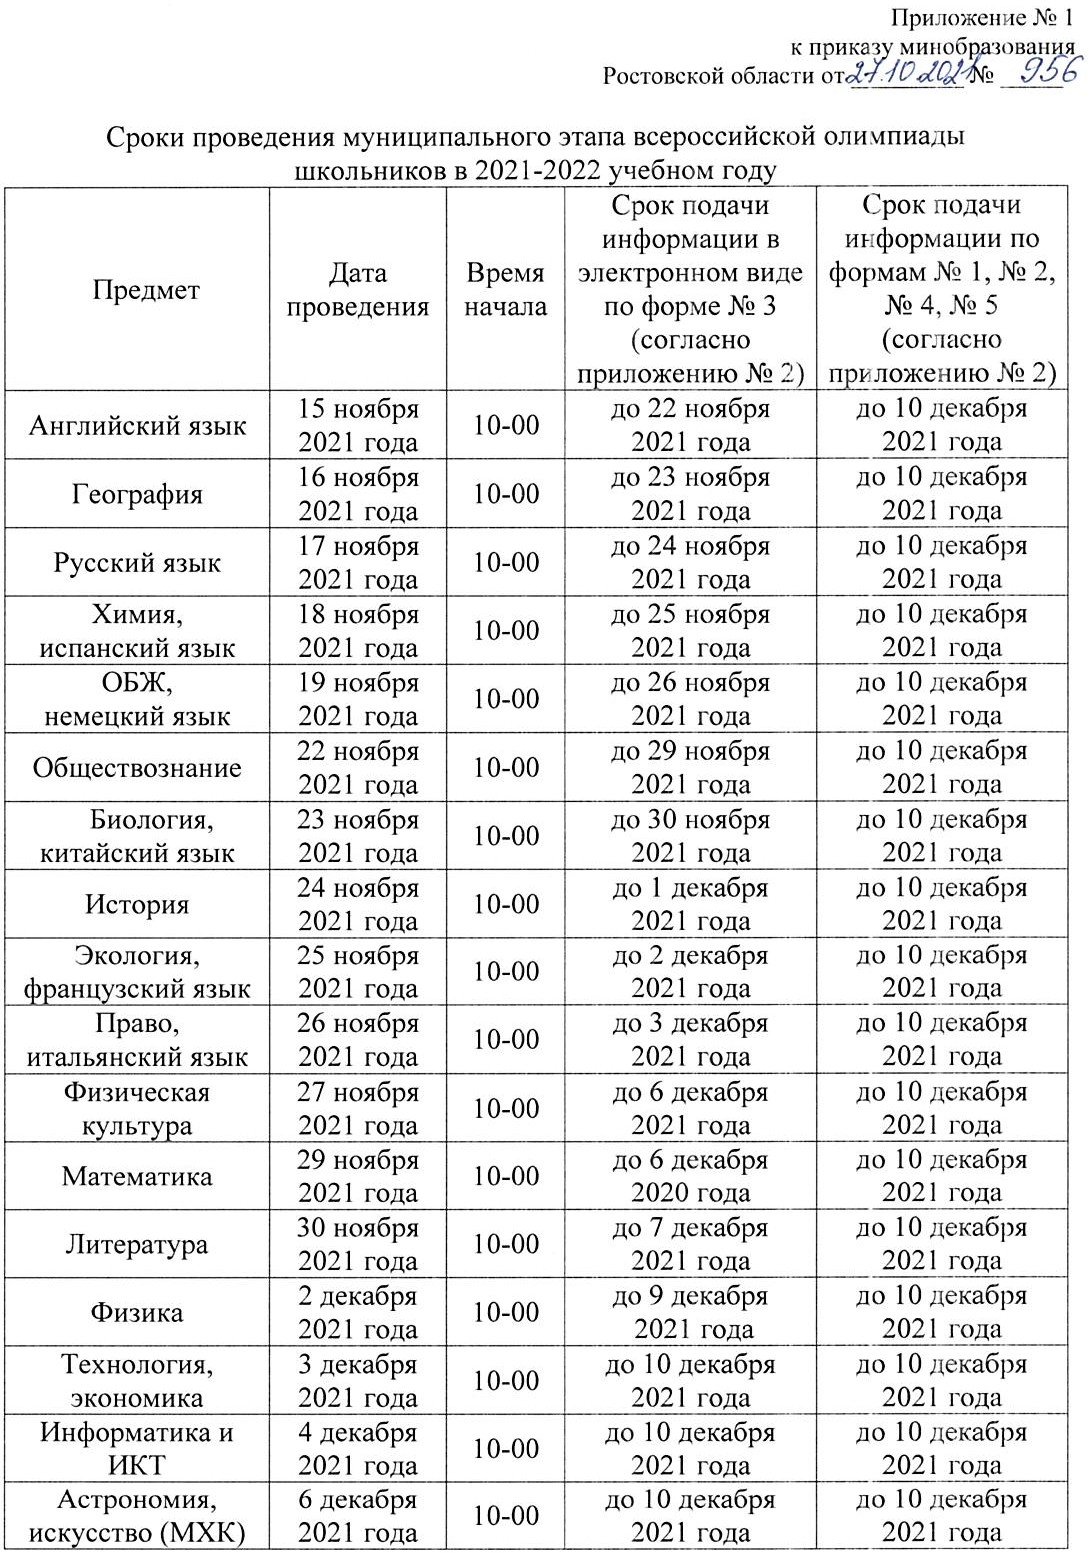 Приложение № 1
к приказу минобразования
Ростовской области от 27.10.2021 № 956
Сроки проведения муниципального этапа всероссийской олимпиады
школьников в 2021-2022 учебном году
Предмет
Дата
проведения
Время
начала
Срок подачи
информации в
электронном виде
по форме № 3
(согласно
приложению № 2)
Срок подачи
информации по
формам № 1, № 2,
№ 4, № 5
(согласно
приложению № 2)
Английский язык
15 ноября
2021 года
10-00
до 22 ноября
2021 года
до 10 декабря
2021 года
География
16 ноября
2021 года
10-00
до 23 ноября
2021 года
до 10 декабря
2021 года
Русский язык
17 ноября
2021 года
10-00
до 24 ноября
2021 года
до 10 декабря
2021 года
Химия,
испанский язык
18 ноября
2021 года
10-00
до 25 ноября
2021 года
до 10 декабря
2021 года
ОБЖ,
немецкий язык
19 ноября
2021 года
10-00
до 26 ноября
2021 года
до 10 декабря
2021 года
Обществознание
22 ноября
2021 года
10-00
до 29 ноября
2021 года
до 10 декабря
2021 года
Биология,
китайский язык
23 ноября
2021 года
10-00
до 30 ноября
2021 года
до 10 декабря
2021 года
История
24 ноября
2021 года
10-00
до 1 декабря
2021 года
до 10 декабря
2021 года
Экология,
французский язык
25 ноября
2021 года
10-00
до 2 декабря
2021 года
до 10 декабря
2021 года
Право,
итальянский язык
26 ноября
2021 года
10-00
до 3 декабря
2021 года
до 10 декабря
2021 года
Физическая
культура
27 ноября
2021 года
10-00
до 6 декабря
2021 года
до 10 декабря
2021 года
Математика
29 ноября
2021 года
10-00
до 6 декабря
2020 года
до 10 декабря
2021 года
Литература
30 ноября
2021 года
10-00
до 7 декабря
2021 года
до 10 декабря
2021 года
Физика
2 декабря
2021 года
10-00
до 9 декабря
2021 года
до 10 декабря
2021 года
Технология,
экономика
3 декабря
2021 года
10-00
до 10 декабря
2021 года
до 10 декабря
2021 года
Информатика и
ИКТ
4 декабря
2021 года
10-00
до 10 декабря
2021 года
до 10 декабря
2021 года
Астрономия,
искусство (МХК)
6 декабря
2021 года
10-00
до 10 декабря
2021 года
до 10 декабря
2021 года